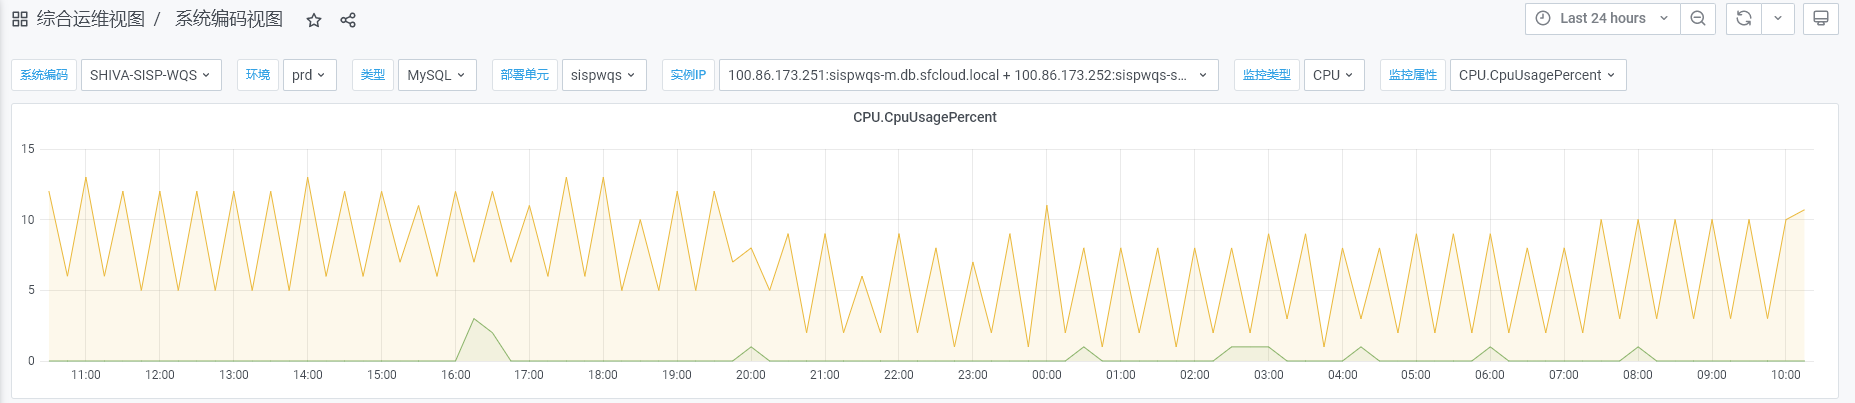 综合运维视图 / 系统编码视图 Last 24 hours
系统编码 SHIVA-SISP-WQS 环境 prd 类型 MySQL 部署单元 sispwqs 实例IP 100.86.173.251:sispwqs-m.db.sfcloud.local + 100.86.173.252:sispwqs-s... 监控类型 CPU 监控属性 CPU.CpuUsagePercent
CPU.CpuUsagePercent
15
10
5
0
11:00 12:00 13:00 14:00 15:00 16:00 17:00 18:00 19:00 20:00 21:00 22:00 23:00 00:00 01:00 02:00 03:00 04:00 05:00 06:00 07:00 08:00 09:00 10:00